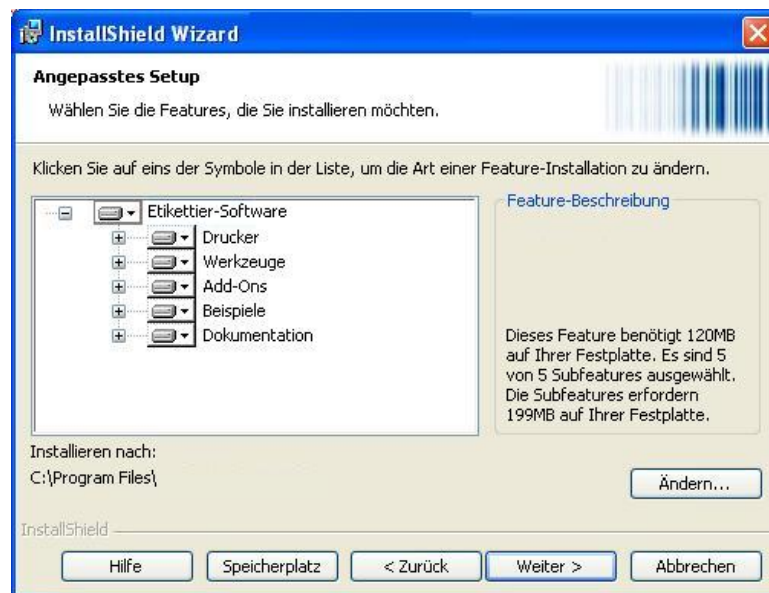 InstallShield Wizard
Angepasstes Setup
Wählen Sie die Features, die Sie installieren möchten.
Klicken Sie auf eins der Symbole in der Liste, um die Art einer Feature-Installation zu ändern.
Etikettier-Software
Drucker
Werkzeuge
Add-Ons
Beispiele
Dokumentation
Feature-Beschreibung
Dieses Feature benötigt 120MB
auf Ihrer Festplatte. Es sind 5
von 5 Subfeatures ausgewählt.
Die Subfeatures erfordern
199MB auf Ihrer Festplatte.
Installieren nach:
C:\Program Files\
Ändern...
InstallShield
Hilfe
Speicherplatz
< Zurück
Weiter >
Abbrechen